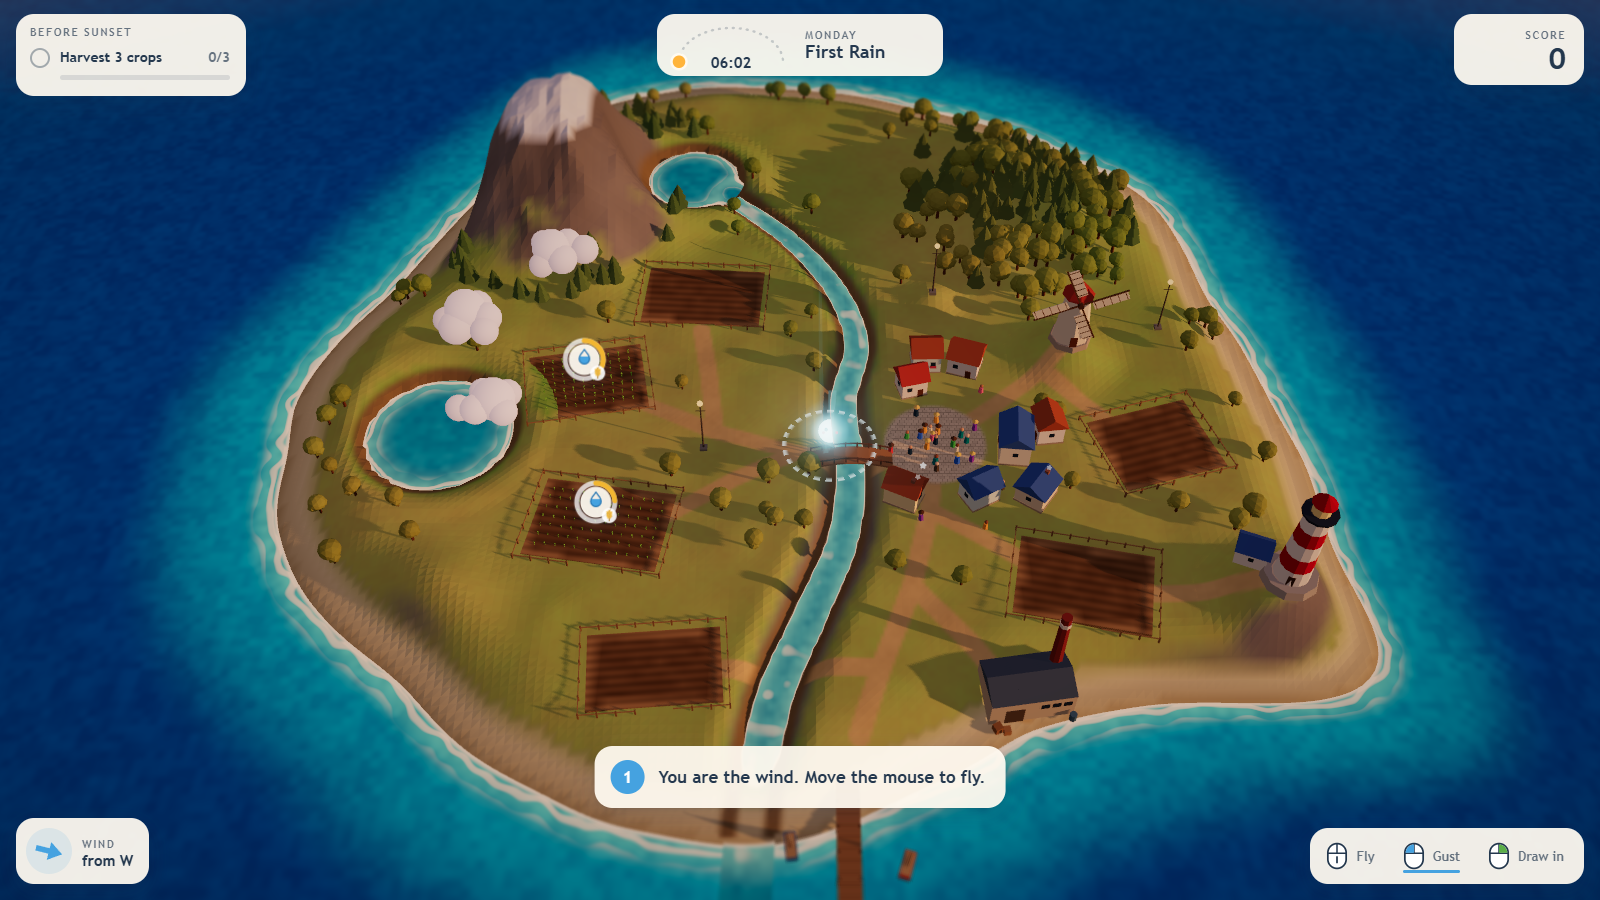 BEFORE SUNSET
Harvest 3 crops 0/3
06:02
MONDAY
First Rain
SCORE
0
1 You are the wind. Move the mouse to fly.
WIND
from W
Fly Gust Draw in